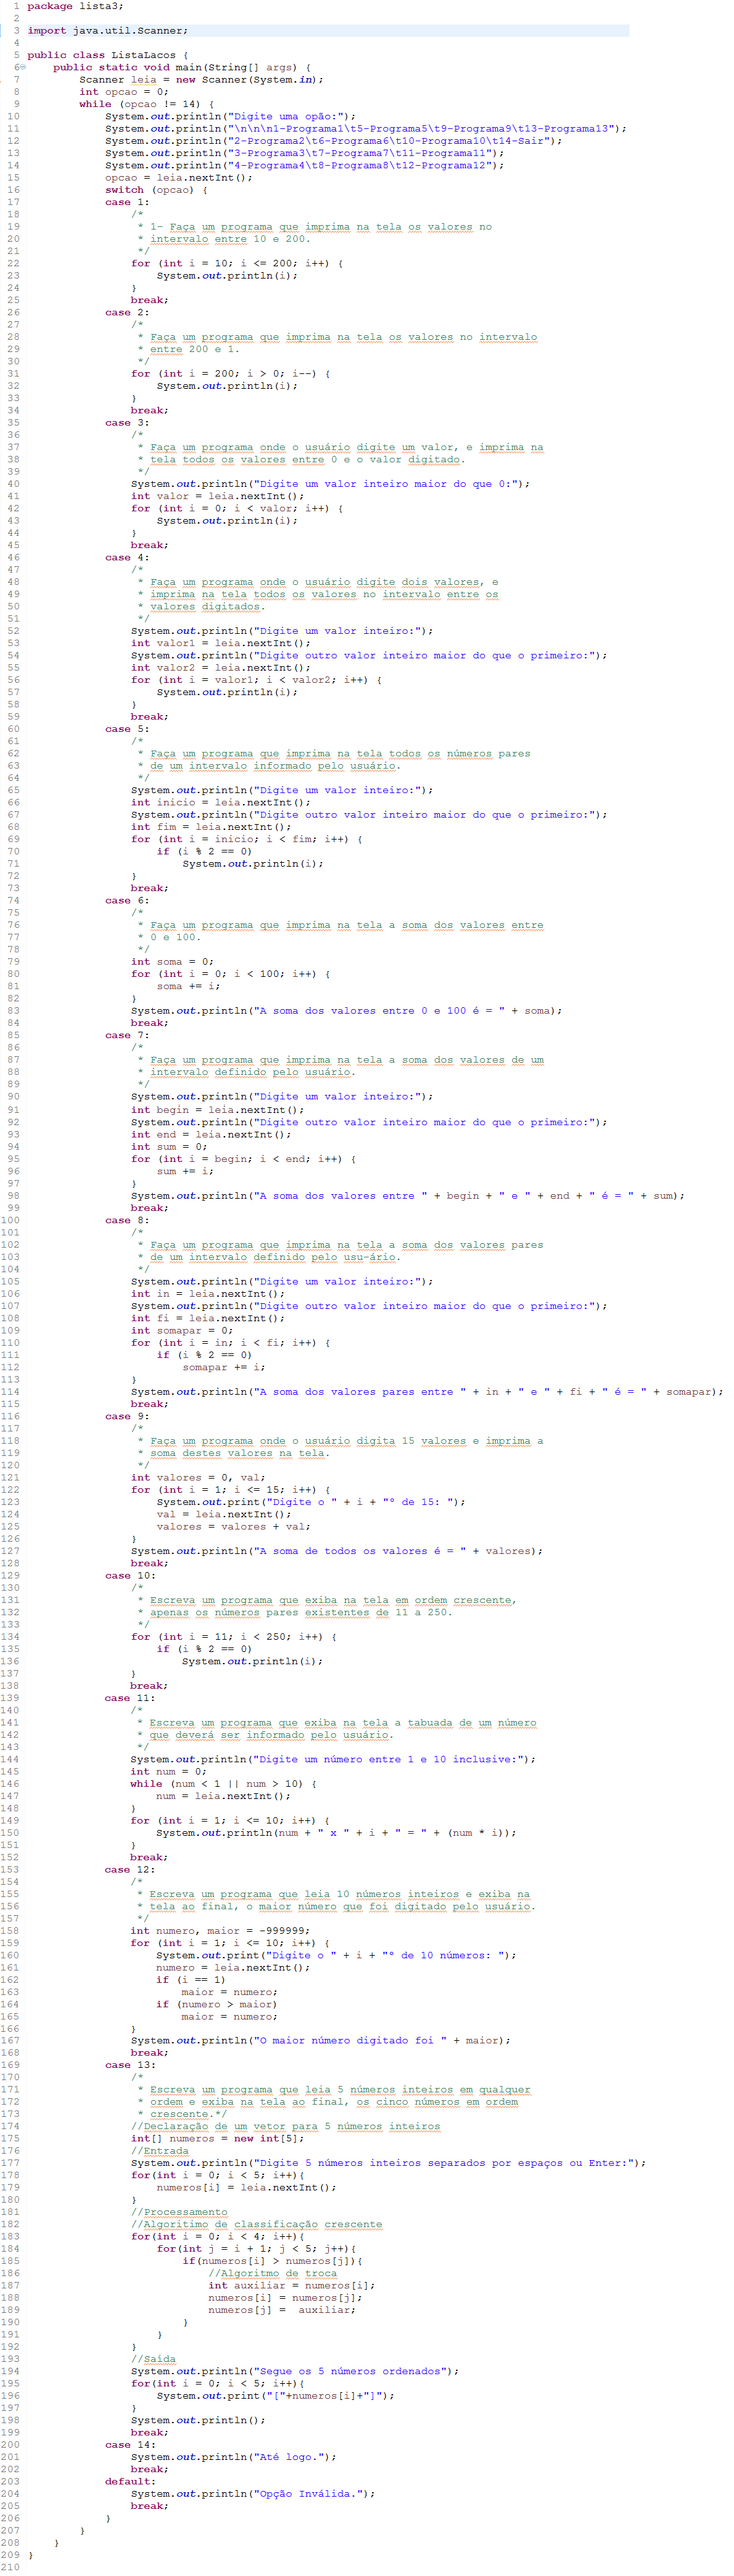 1 package lista3;
2
3 import java.util.Scanner;
4
5 public class ListaLacos {
6 public static void main(String[] args) {
7 Scanner leia = new Scanner(System.in);
8 int opcao = 0;
9 while (opcao != 14) {
10 System.out.println("Digite uma opão:");
11 System.out.println("\n\n\n1-Programa1\t5-Programa5\t9-Programa9\t13-Programa13");
12 System.out.println("2-Programa2\t6-Programa6\t10-Programa10\t14-Sair");
13 System.out.println("3-Programa3\t7-Programa7\t11-Programa11");
14 System.out.println("4-Programa4\t8-Programa8\t12-Programa12");
15 opcao = leia.nextInt();
16 switch (opcao) {
17 case 1:
18 /*
19 * 1- Faça um programa que imprima na tela os valores no
20 * intervalo entre 10 e 200.
21 */
22 for (int i = 10; i <= 200; i++) {
23 System.out.println(i);
24 }
25 break;
26 case 2:
27 /*
28 * Faça um programa que imprima na tela os valores no intervalo
29 * entre 200 e 1.
30 */
31 for (int i = 200; i > 0; i--) {
32 System.out.println(i);
33 }
34 break;
35 case 3:
36 /*
37 * Faça um programa onde o usuário digite um valor, e imprima na
38 * tela todos os valores entre 0 e o valor digitado.
39 */
40 System.out.println("Digite um valor inteiro maior do que 0:");
41 int valor = leia.nextInt();
42 for (int i = 0; i < valor; i++) {
43 System.out.println(i);
44 }
45 break;
46 case 4:
47 /*
48 * Faça um programa onde o usuário digite dois valores, e
49 * imprima na tela todos os valores no intervalo entre os
50 * valores digitados.
51 */
52 System.out.println("Digite um valor inteiro:");
53 int valor1 = leia.nextInt();
54 System.out.println("Digite outro valor inteiro maior do que o primeiro:");
55 int valor2 = leia.nextInt();
56 for (int i = valor1; i < valor2; i++) {
57 System.out.println(i);
58 }
59 break;
60 case 5:
61 /*
62 * Faça um programa que imprima na tela todos os números pares
63 * de um intervalo informado pelo usuário.
64 */
65 System.out.println("Digite um valor inteiro:");
66 int inicio = leia.nextInt();
67 System.out.println("Digite outro valor inteiro maior do que o primeiro:");
68 int fim = leia.nextInt();
69 for (int i = inicio; i < fim; i++) {
70 if (i % 2 == 0)
71 System.out.println(i);
72 }
73 break;
74 case 6:
75 /*
76 * Faça um programa que imprima na tela a soma dos valores entre
77 * 0 e 100.
78 */
79 int soma = 0;
80 for (int i = 0; i < 100; i++) {
81 soma += i;
82 }
83 System.out.println("A soma dos valores entre 0 e 100 é = " + soma);
84 break;
85 case 7:
86 /*
87 * Faça um programa que imprima na tela a soma dos valores de um
88 * intervalo definido pelo usuário.
89 */
90 System.out.println("Digite um valor inteiro:");
91 int begin = leia.nextInt();
92 System.out.println("Digite outro valor inteiro maior do que o primeiro:");
93 int end = leia.nextInt();
94 int sum = 0;
95 for (int i = begin; i < end; i++) {
96 sum += i;
97 }
98 System.out.println("A soma dos valores entre " + begin + " e " + end + " é = " + sum);
99 break;
100 case 8:
101 /*
102 * Faça um programa que imprima na tela a soma dos valores pares
103 * de um intervalo definido pelo usu-ário.
104 */
105 System.out.println("Digite um valor inteiro:");
106 int in = leia.nextInt();
107 System.out.println("Digite outro valor inteiro maior do que o primeiro:");
108 int fi = leia.nextInt();
109 int somapar = 0;
110 for (int i = in; i < fi; i++) {
111 if (i % 2 == 0)
112 somapar += i;
113 }
114 System.out.println("A soma dos valores pares entre " + in + " e " + fi + " é = " + somapar);
115 break;
116 case 9:
117 /*
118 * Faça um programa onde o usuário digita 15 valores e imprima a
119 * soma destes valores na tela.
120 */
121 int valores = 0, val;
122 for (int i = 1; i <= 15; i++) {
123 System.out.print("Digite o " + i + "º de 15: ");
124 val = leia.nextInt();
125 valores = valores + val;
126 }
127 System.out.println("A soma de todos os valores é = " + valores);
128 break;
129 case 10:
130 /*
131 * Escreva um programa que exiba na tela em ordem crescente,
132 * apenas os números pares existentes de 11 a 250.
133 */
134 for (int i = 11; i < 250; i++) {
135 if (i % 2 == 0)
136 System.out.println(i);
137 }
138 break;
139 case 11:
140 /*
141 * Escreva um programa que exiba na tela a tabuada de um número
142 * que deverá ser informado pelo usuário.
143 */
144 System.out.println("Digite um número entre 1 e 10 inclusive:");
145 int num = 0;
146 while (num < 1 || num > 10) {
147 num = leia.nextInt();
148 }
149 for (int i = 1; i <= 10; i++) {
150 System.out.println(num + " x " + i + " = " + (num * i));
151 }
152 break;
153 case 12:
154 /*
155 * Escreva um programa que leia 10 números inteiros e exiba na
156 * tela ao final, o maior número que foi digitado pelo usuário.
157 */
158 int numero, maior = -999999;
159 for (int i = 1; i <= 10; i++) {
160 System.out.print("Digite o " + i + "º de 10 números: ");
161 numero = leia.nextInt();
162 if (i == 1)
163 maior = numero;
164 if (numero > maior)
165 maior = numero;
166 }
167 System.out.println("O maior número digitado foi " + maior);
168 break;
169 case 13:
170 /*
171 * Escreva um programa que leia 5 números inteiros em qualquer
172 * ordem e exiba na tela ao final, os cinco números em ordem
173 * crescente.*/
174 //Declaração de um vetor para 5 números inteiros
175 int[] numeros = new int[5];
176 //Entrada
177 System.out.println("Digite 5 números inteiros separados por espaços ou Enter:");
178 for(int i = 0; i < 5; i++){
179 numeros[i] = leia.nextInt();
180 }
181 //Processamento
182 //Algoritimo de classificação crescente
183 for(int i = 0; i < 4; i++){
184 for(int j = i + 1; j < 5; j++){
185 if(numeros[i] > numeros[j]){
186 //Algoritmo de troca
187 int auxiliar = numeros[i];
188 numeros[i] = numeros[j];
189 numeros[j] =  auxiliar;
190 }
191 }
192 }
193 //Saída
194 System.out.println("Segue os 5 números ordenados");
195 for(int i = 0; i < 5; i++){
196 System.out.print("["+numeros[i]+"]");
197 }
198 System.out.println();
199 break;
200 case 14:
201 System.out.println("Até logo.");
202 break;
203 default:
204 System.out.println("Opção Inválida.");
205 break;
206 }
207 }
208 }
209 }
210